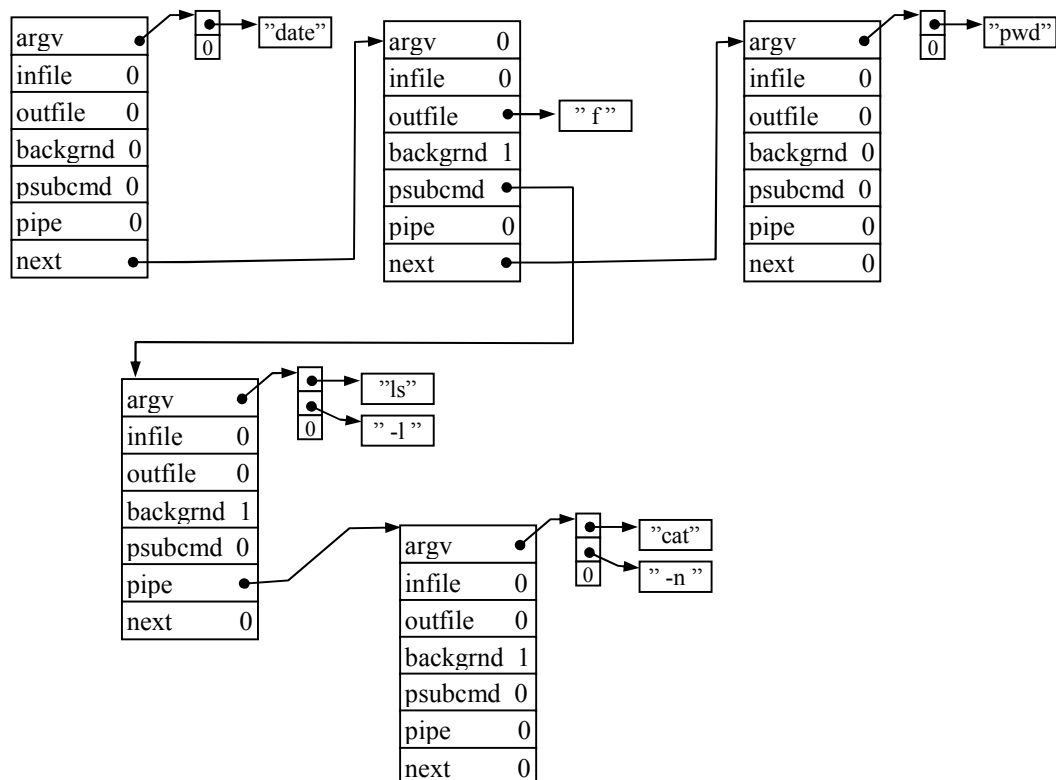 argv
0
”date”
infile 0
outfile 0
backgrnd 0
psubcmd 0
pipe 0
next
argv 0
infile 0
outfile
” f ”
backgrnd 1
psubcmd
pipe 0
next
argv
0
”pwd”
infile 0
outfile 0
backgrnd 0
psubcmd 0
pipe 0
next 0
argv
”ls”
” -l ”
0
infile 0
outfile 0
backgrnd 1
psubcmd 0
pipe
next 0
argv
”cat”
” -n ”
0
infile 0
outfile 0
backgrnd 1
psubcmd 0
pipe 0
next 0